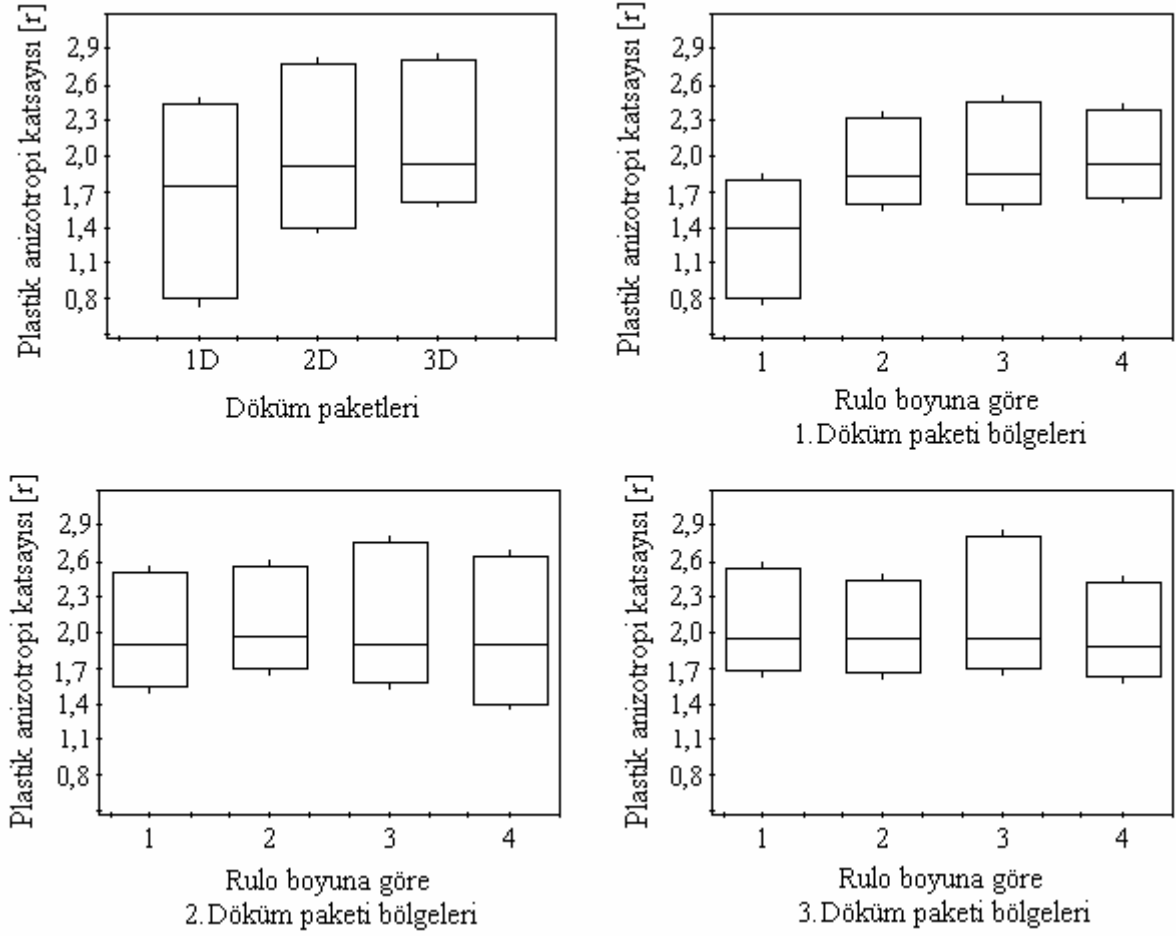 Plastik anizotropi katsayısı [r]
2,9
2,6
2,3
2,0
1,7
1,4
1,1
0,8
1D 2D 3D
Döküm paketleri
Plastik anizotropi katsayısı [r]
2,9
2,6
2,3
2,0
1,7
1,4
1,1
0,8
1 2 3 4
Rulo boyuna göre
1.Döküm paketi bölgeleri
Plastik anizotropi katsayısı [r]
2,9
2,6
2,3
2,0
1,7
1,4
1,1
0,8
1 2 3 4
Rulo boyuna göre
2.Döküm paketi bölgeleri
Plastik anizotropi katsayısı [r]
2,9
2,6
2,3
2,0
1,7
1,4
1,1
0,8
1 2 3 4
Rulo boyuna göre
3.Döküm paketi bölgeleri